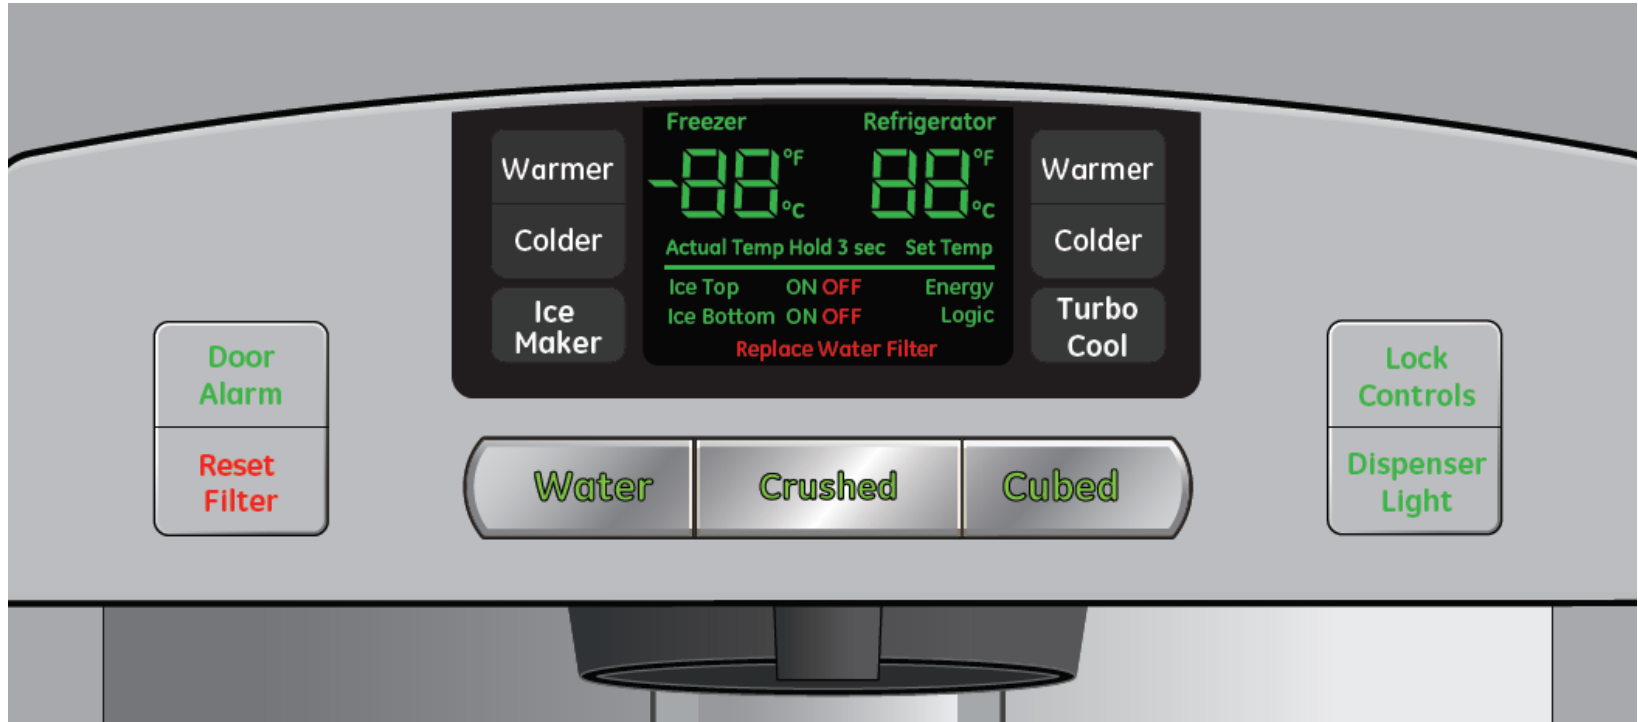 Freezer Refrigerator
Warmer
-88 °F °C 88 °F °C
Warmer
Colder
Actual Temp Hold 3 sec Set Temp
Colder
Ice Top ON OFF Energy
Ice Bottom ON OFF Logic
Replace Water Filter
Ice
Maker
Turbo
Cool
Door
Alarm
Reset
Filter
Water Crushed Cubed
Lock
Controls
Dispenser
Light